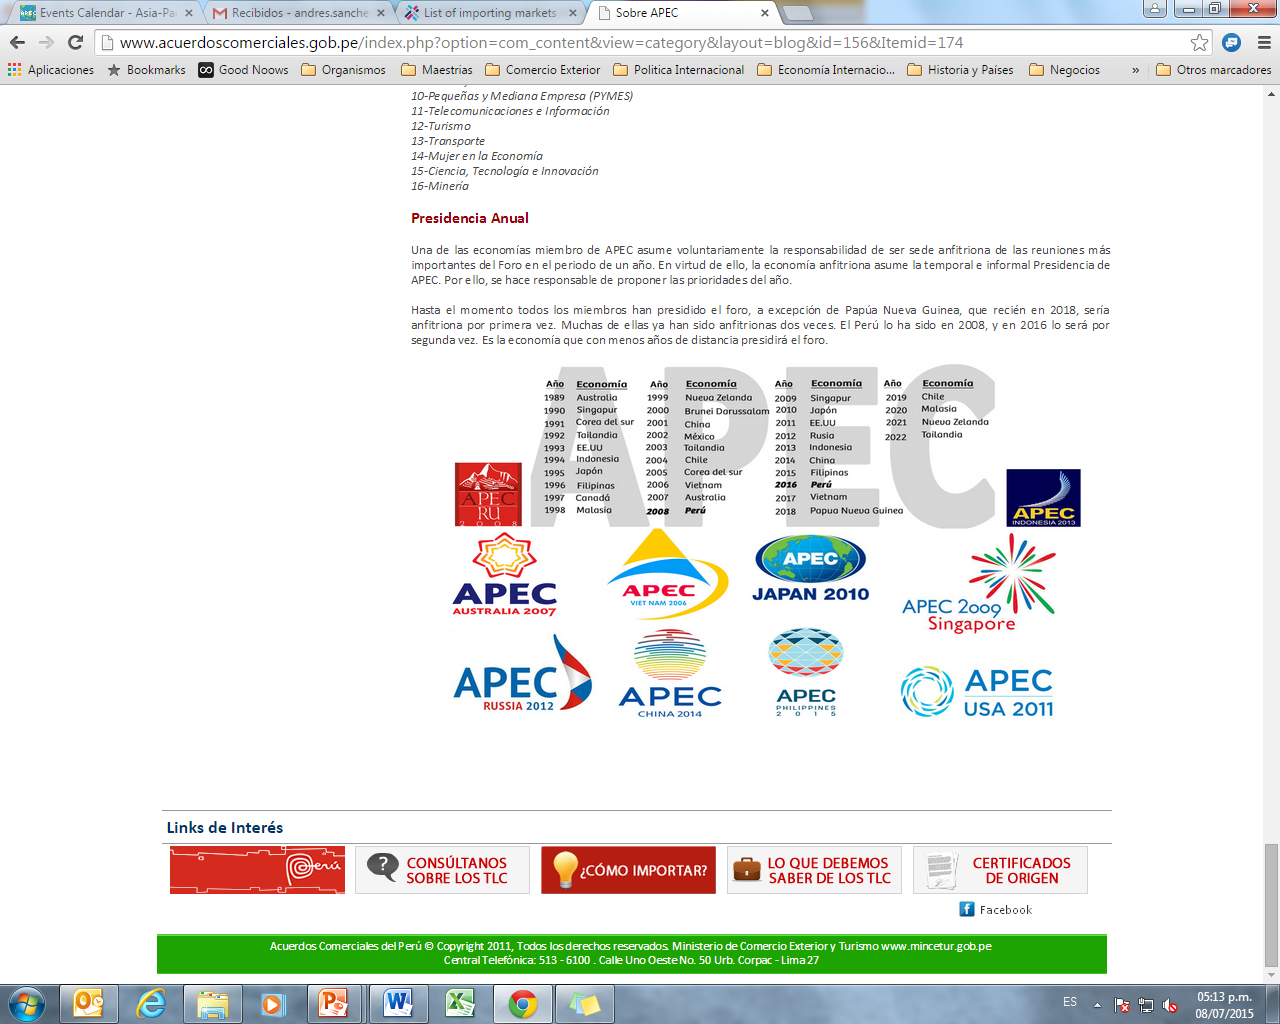 Events Calendar - Asia-Pa
Recibidos - andres.sanche
List of importing markets
Sobre APEC
www.acuerdoscomerciales.gob.pe/index.php?option=com_content&view=category&layout=blog&id=156&Itemid=174
Aplicaciones
Bookmarks
Good Noows
Organismos
Maestrias
Comercio Exterior
Politica Internacional
Economía Internacio...
Historia y Países
Negocios
»
Otros marcadores
10-Pequeñas y Mediana Empresa (PYMES)
11-Telecomunicaciones e Información
12-Turismo
13-Transporte
14-Mujer en la Economía
15-Ciencia, Tecnología e Innovación
16-Minería
Presidencia Anual
Una de las economías miembro de APEC asume voluntariamente la responsabilidad de ser sede anfitriona de las reuniones más
importantes del Foro en el periodo de un año. En virtud de ello, la economía anfitriona asume la temporal e informal Presidencia de
APEC. Por ello, se hace responsable de proponer las prioridades del año.
Hasta el momento todos los miembros han presidido el foro, a excepción de Papúa Nueva Guinea, que recién en 2018, sería
anfitriona por primera vez. Muchas de ellas ya han sido anfitrionas dos veces. El Perú lo ha sido en 2008, y en 2016 lo será por
segunda vez. Es la economía que con menos años de distancia presidirá el foro.
APEC
Año Economía
1989 Australia
1990 Singapur
1991 Corea del sur
1992 Tailandia
1993 EE.UU
1994 Indonesia
1995 Japón
1996 Filipinas
1997 Canadá
1998 Malasia
Año Economía
1999 Nueva Zelanda
2000 Brunei Darussalam
2001 China
2002 México
2003 Tailandia
2004 Chile
2005 Corea del sur
2006 Vietnam
2007 Australia
2008 Perú
Año Economía
2009 Singapur
2010 Japón
2011 EE.UU
2012 Rusia
2013 Indonesia
2014 China
2015 Filipinas
2016 Perú
2017 Vietnam
2018 Papua Nueva Guinea
Año Economía
2019 Chile
2020 Malasia
2021 Nueva Zelanda
2022 Tailandia
APEC
RU
2008
APEC
INDONESIA 2013
APEC
AUSTRALIA 2007
APEC
VIET NAM 2006
APEC
JAPAN 2010
APEC 2009
Singapore
APEC
RUSSIA 2012
APEC
CHINA 2014
APEC
PHILIPPINES
2015
APEC
USA 2011
Links de Interés
Perú
CONSÚLTANOS
SOBRE LOS TLC
¿CÓMO IMPORTAR?
LO QUE DEBEMOS
SABER DE LOS TLC
CERTIFICADOS
DE ORIGEN
Facebook
Acuerdos Comerciales del Perú © Copyright 2011, Todos los derechos reservados. Ministerio de Comercio Exterior y Turismo www.mincetur.gob.pe
Central Telefónica: 513 - 6100 . Calle Uno Oeste No. 50 Urb. Corpac - Lima 27
ES
05:13 p.m.
08/07/2015